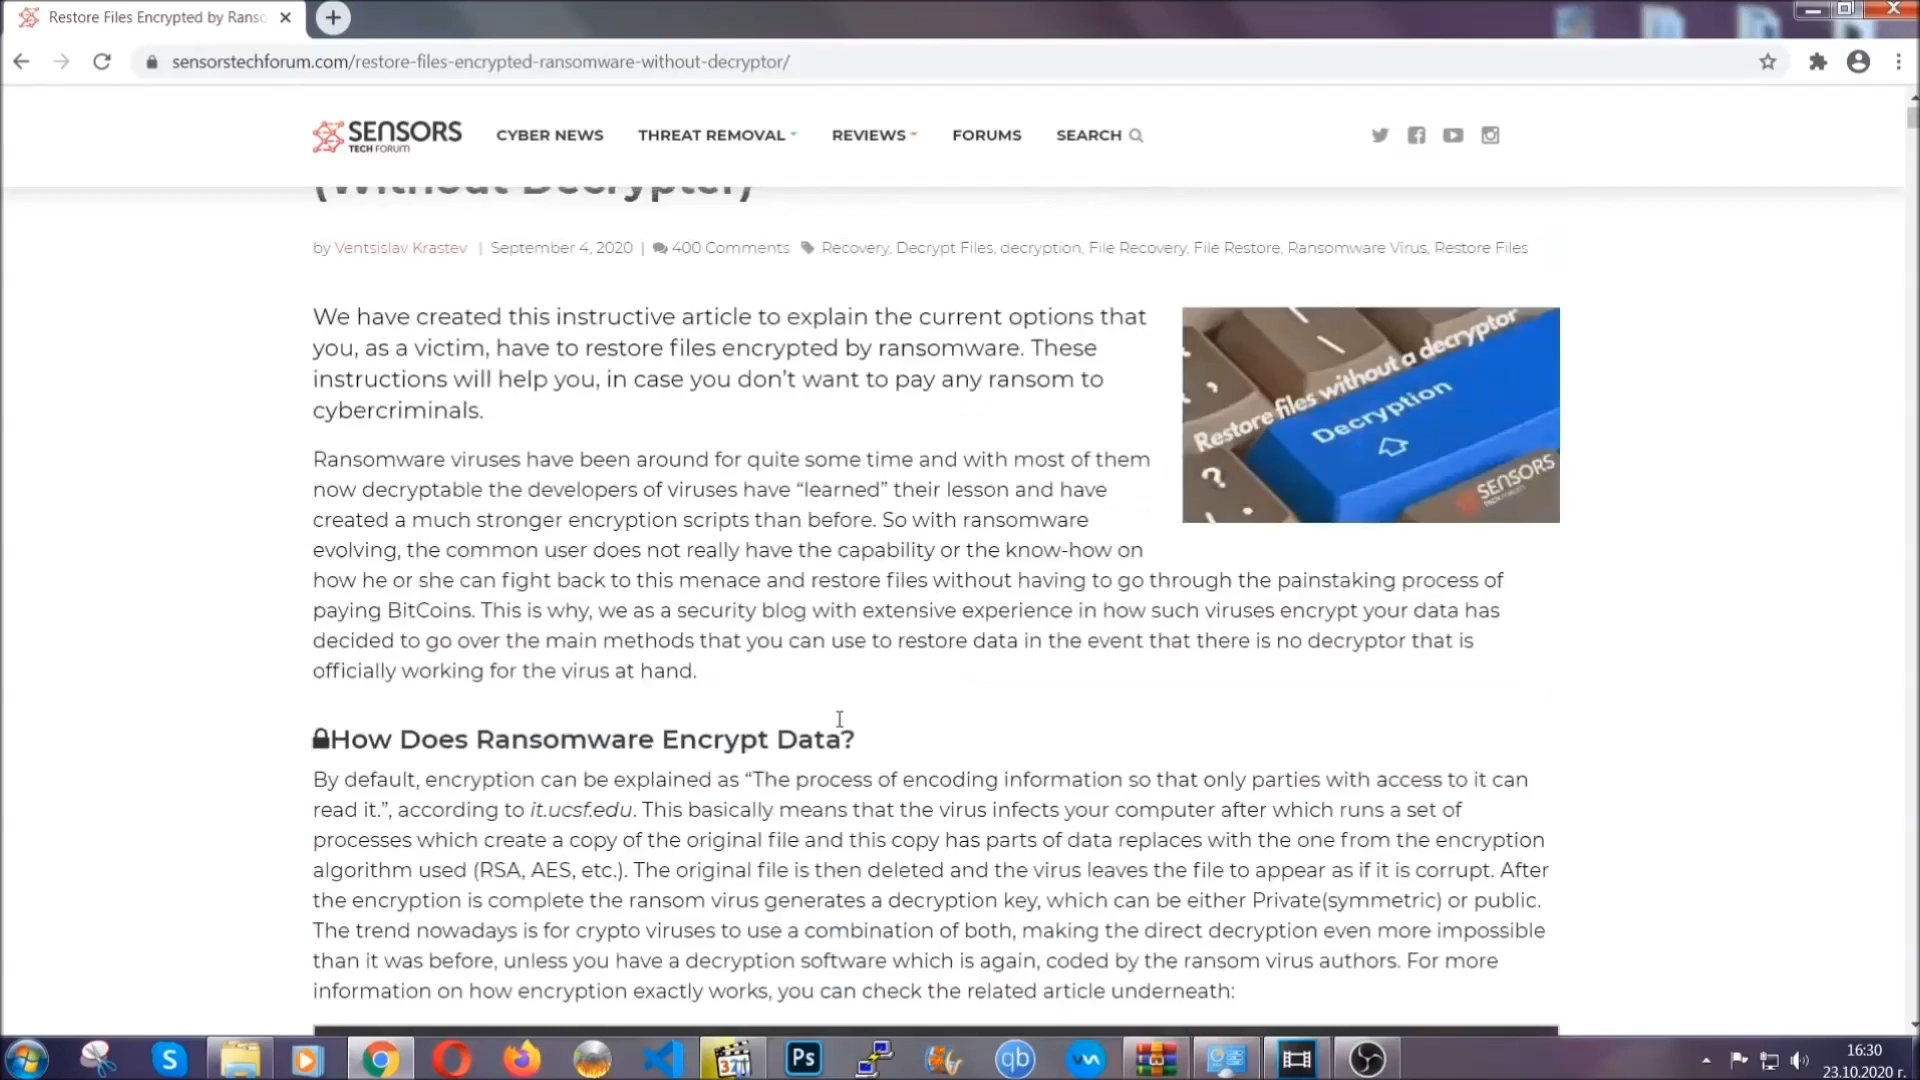 Restore Files Encrypted by Ranso
sensorstechforum.com/restore-files-encrypted-ransomware-without-decryptor/
SENSORS
TECH FORUM
CYBER NEWS THREAT REMOVAL REVIEWS FORUMS SEARCH
(Without Decrypter)
by Ventsislav Krastev | September 4, 2020 | 400 Comments Recovery, Decrypt Files, decryption, File Recovery, File Restore, Ransomware Virus, Restore Files
We have created this instructive article to explain the current options that
you, as a victim, have to restore files encrypted by ransomware. These
instructions will help you, in case you don’t want to pay any ransom to
cybercriminals.
Restore files without a decryptor
Decryption
SENSORS
Ransomware viruses have been around for quite some time and with most of them
now decryptable the developers of viruses have “learned” their lesson and have
created a much stronger encryption scripts than before. So with ransomware
evolving, the common user does not really have the capability or the know-how on
how he or she can fight back to this menace and restore files without having to go through the painstaking process of
paying BitCoins. This is why, we as a security blog with extensive experience in how such viruses encrypt your data has
decided to go over the main methods that you can use to restore data in the event that there is no decryptor that is
officially working for the virus at hand.
How Does Ransomware Encrypt Data?
By default, encryption can be explained as “The process of encoding information so that only parties with access to it can
read it.”, according to it.ucsf.edu. This basically means that the virus infects your computer after which runs a set of
processes which create a copy of the original file and this copy has parts of data replaces with the one from the encryption
algorithm used (RSA, AES, etc.). The original file is then deleted and the virus leaves the file to appear as if it is corrupt. After
the encryption is complete the ransom virus generates a decryption key, which can be either Private(symmetric) or public.
The trend nowadays is for crypto viruses to use a combination of both, making the direct decryption even more impossible
than it was before, unless you have a decryption software which is again, coded by the ransom virus authors. For more
information on how encryption exactly works, you can check the related article underneath:
S
321
Ps
qb
16:30
23.10.2020 г.